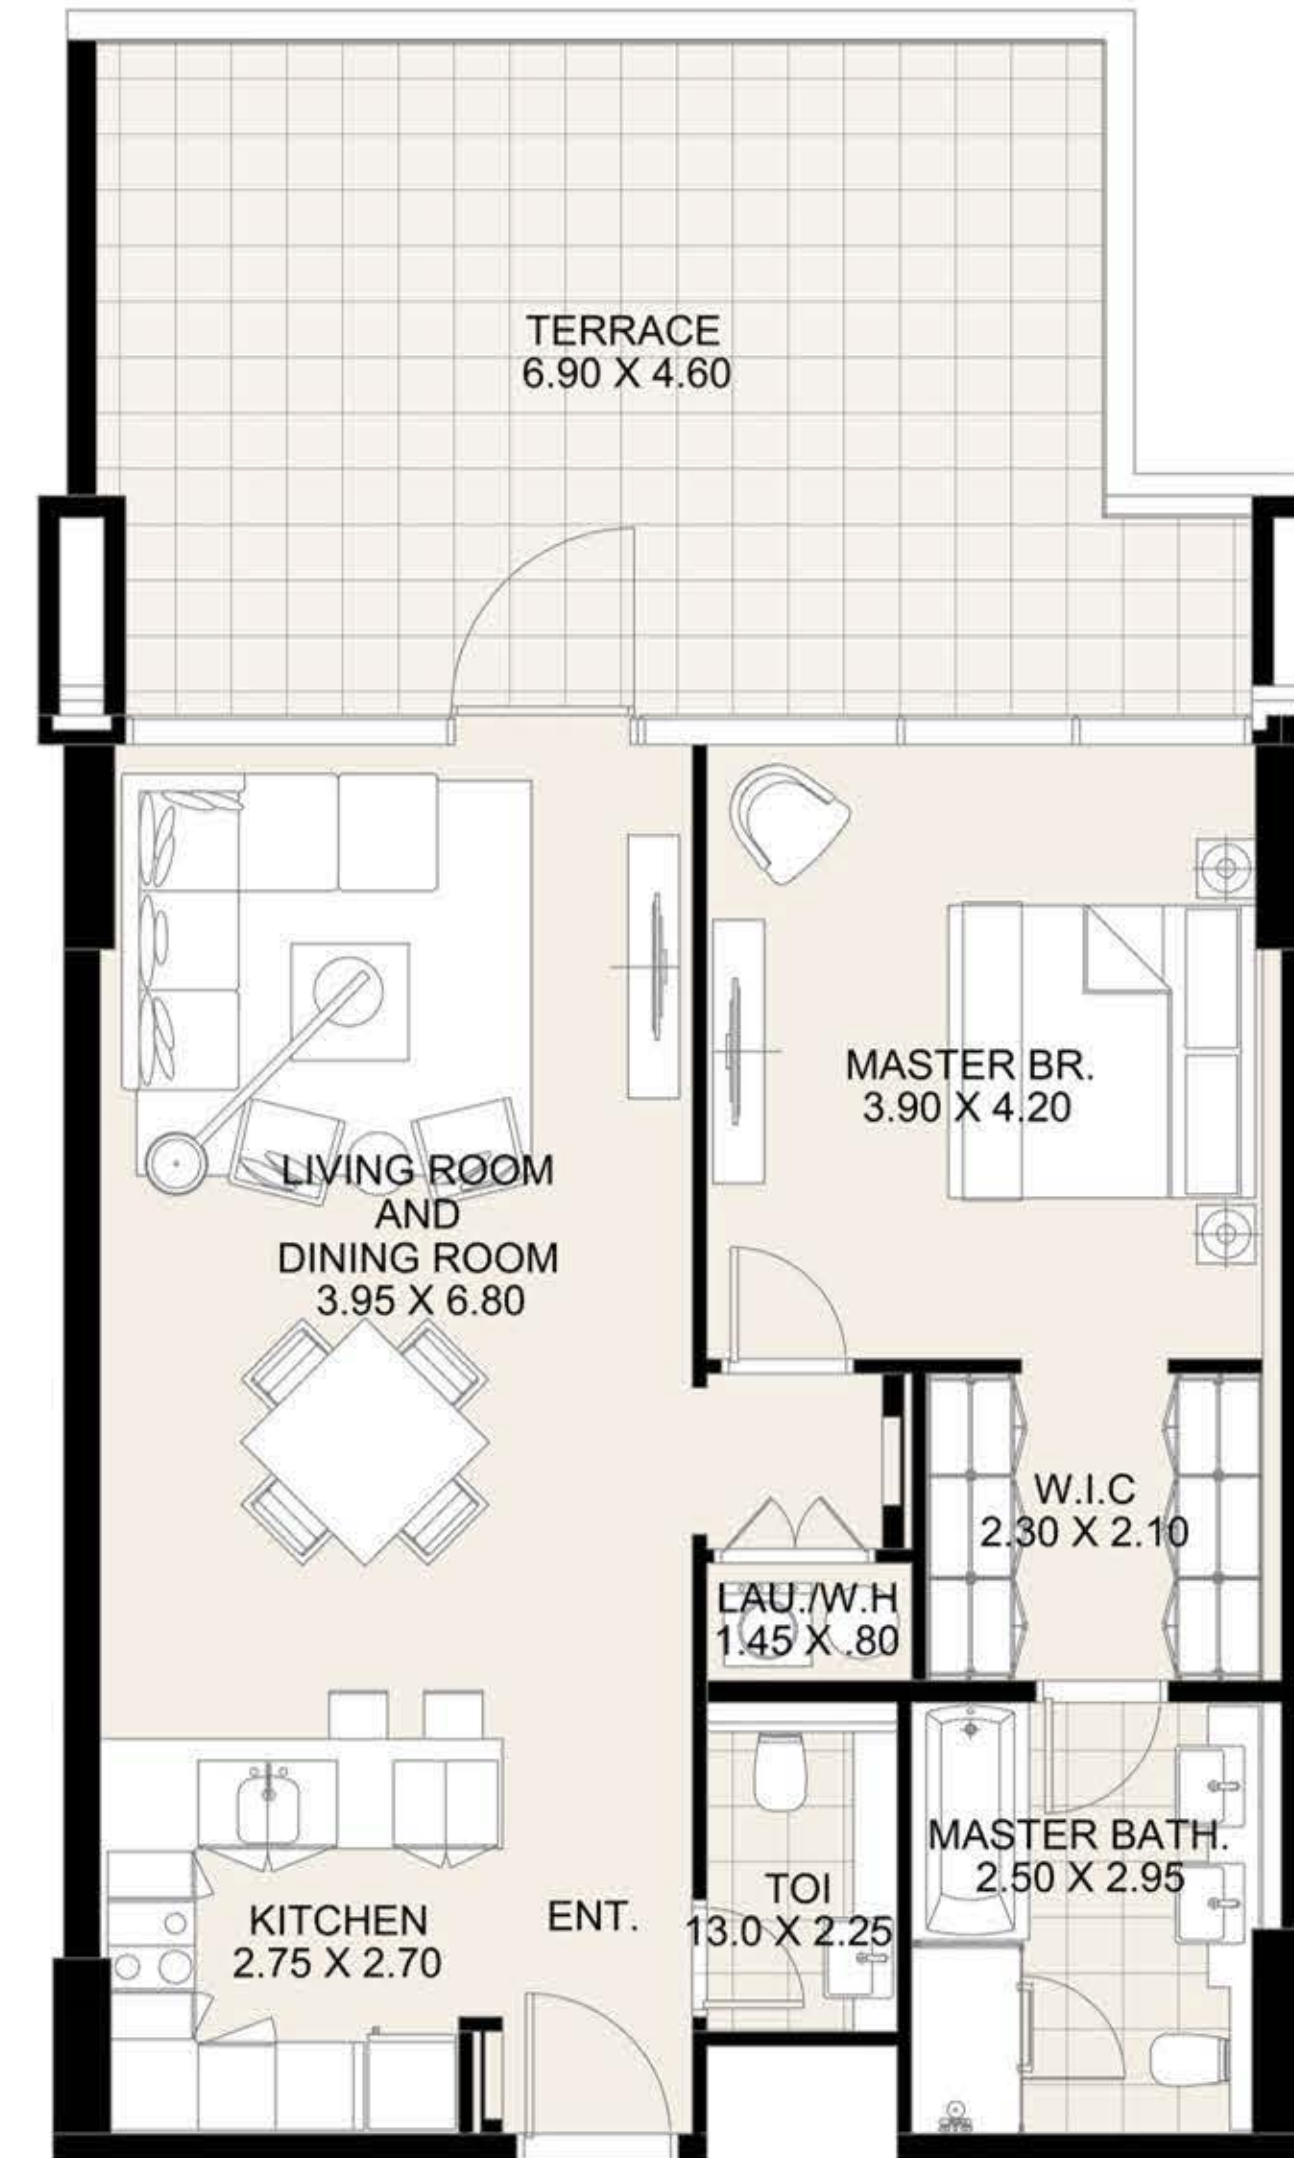 TERRACE
6.90 X 4.60
MASTER BR.
3.90 X 4.20
LIVING ROOM
AND
DINING ROOM
3.95 X 6.80
W.I.C
2.30 X 2.10
LAU./W.H
1.45 X .80
MASTER BATH.
2.50 X 2.95
TOI
13.0 X 2.25
ENT.
KITCHEN
2.75 X 2.70